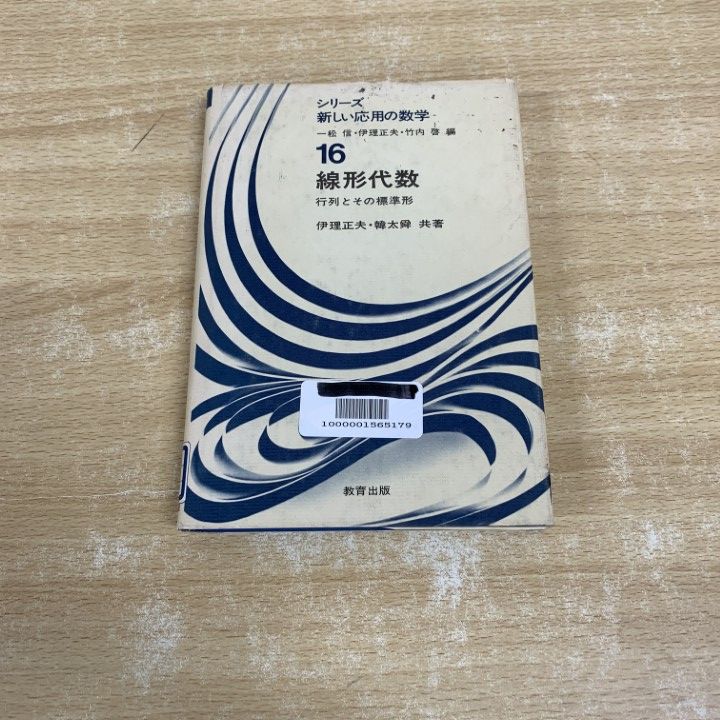 シリーズ
新しい応用の数学
一松 信・伊理正夫・竹内 啓 編
16
線形代数
行列とその標準形
伊理正夫・韓太舜 共著
1000001565179
教育出版